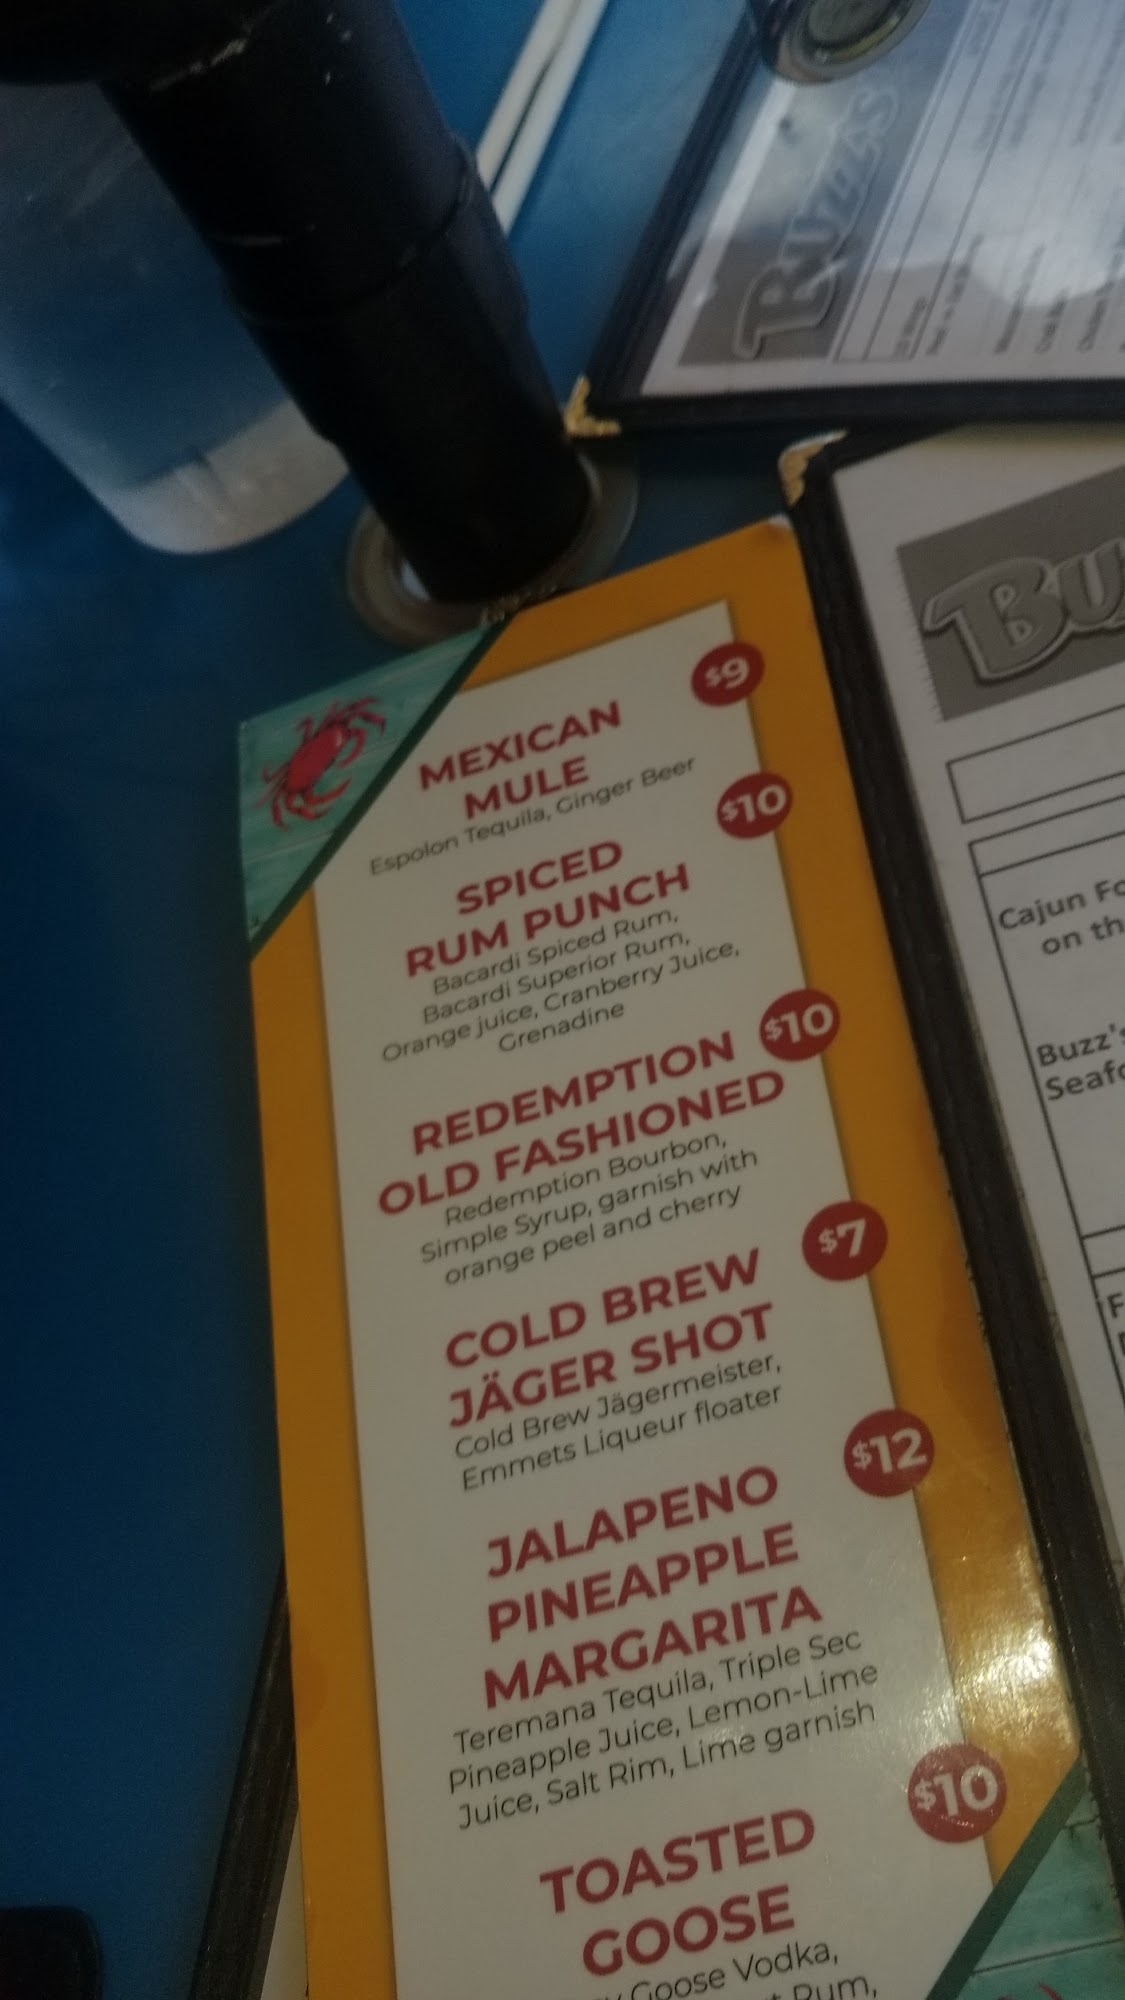 BUZZ'S
BU
MEXICAN
MULE
$9
Espolon Tequila, Ginger Beer
SPICED
RUM PUNCH
$10
Bacardi Spiced Rum,
Bacardi Superior Rum,
Orange juice, Cranberry Juice,
Grenadine
REDEMPTION
OLD FASHIONED
$10
Redemption Bourbon,
Simple Syrup, garnish with
orange peel and cherry
COLD BREW
JÄGER SHOT
$7
Cold Brew Jägermeister,
Emmets Liqueur floater
JALAPENO
PINEAPPLE
MARGARITA
$12
Teremana Tequila, Triple Sec
Pineapple Juice, Lemon-Lime
Juice, Salt Rim, Lime garnish
TOASTED
GOOSE
$10
Goose Vodka,
Rum,
Cajun Fo
on th
Buzz's
Seafo
F